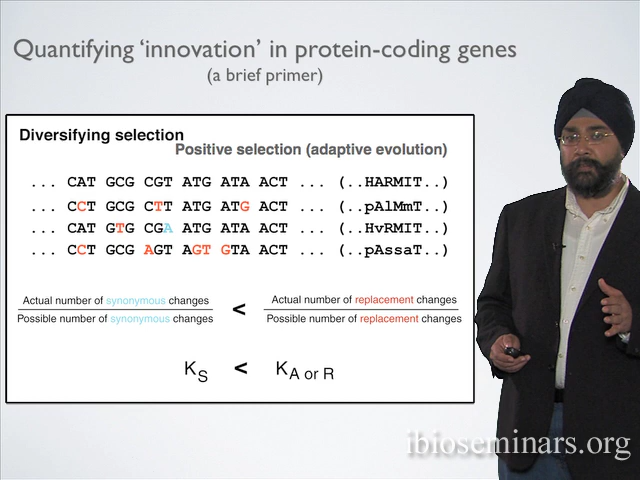 Quantifying ‘innovation’ in protein-coding genes
(a brief primer)
Diversifying selection
Positive selection (adaptive evolution)
... CAT GCG CGT ATG ATA ACT ... (..HARMIT..)
... CCT GCG CTT ATG ATG ACT ... (..pAlMmT..)
... CAT GTG CGA ATG ATA ACT ... (..HvRMIT..)
... CCT GCG AGT AGT GTA ACT ... (..pAssaT..)
Actual number of synonymous changes < Actual number of replacement changes
Possible number of synonymous changes Possible number of replacement changes
KS < KA or R
ibioseminars.org